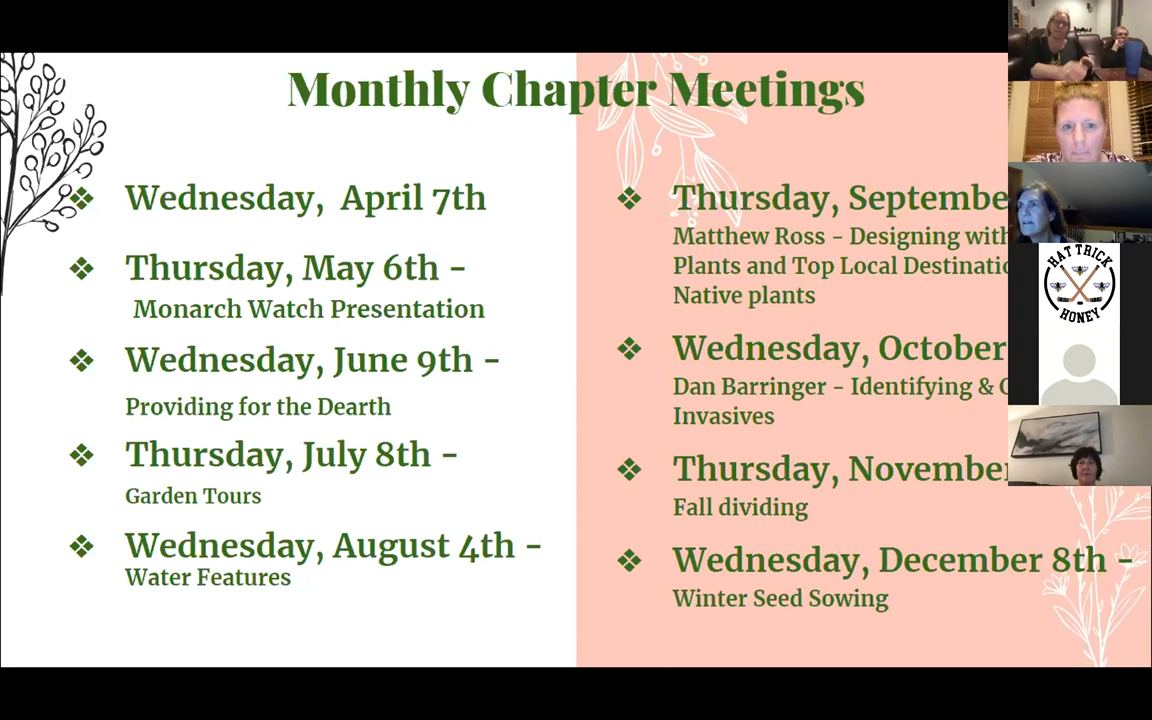 Monthly Chapter Meetings
Wednesday, April 7th
Thursday, May 6th -
Monarch Watch Presentation
Wednesday, June 9th -
Providing for the Dearth
Thursday, July 8th -
Garden Tours
Wednesday, August 4th -
Water Features
Thursday, Septembe
Matthew Ross - Designing with
Plants and Top Local Destinatio
Native plants
Wednesday, October
Dan Barringer - Identifying &
Invasives
Thursday, November
Fall dividing
Wednesday, December 8th -
Winter Seed Sowing
HAT TRICK
HONEY